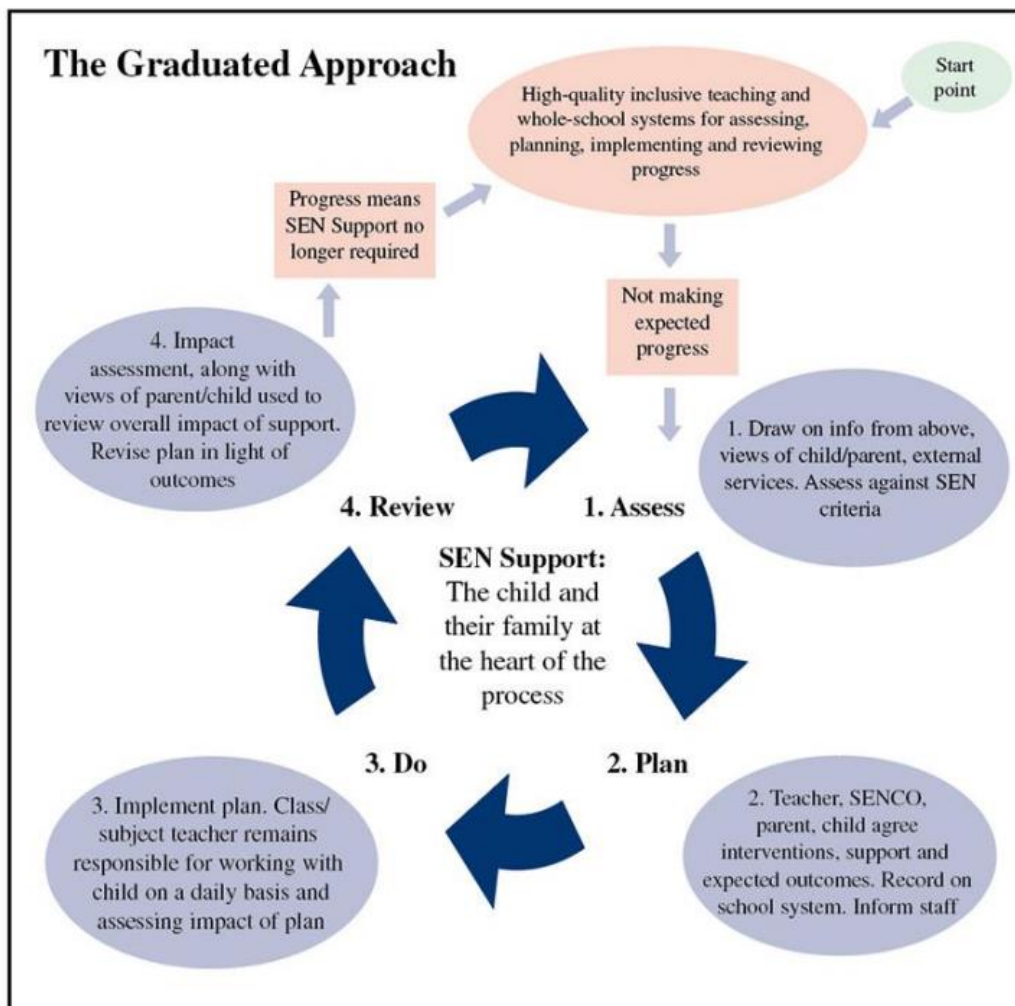 The Graduated Approach
Start
point
High-quality inclusive teaching and
whole-school systems for assessing,
planning, implementing and reviewing
progress
Progress means
SEN Support no
longer required
Not making
expected
progress
4. Impact
assessment, along with
views of parent/child used to
review overall impact of support.
Revise plan in light of
outcomes
1. Draw on info from above,
views of child/parent, external
services. Assess against SEN
criteria
4. Review
1. Assess
SEN Support:
The child and
their family at
the heart of the
process
3. Do
2. Plan
3. Implement plan. Class/
subject teacher remains
responsible for working with
child on a daily basis and
assessing impact of plan
2. Teacher, SENCO,
parent, child agree
interventions, support and
expected outcomes. Record on
school system. Inform staff